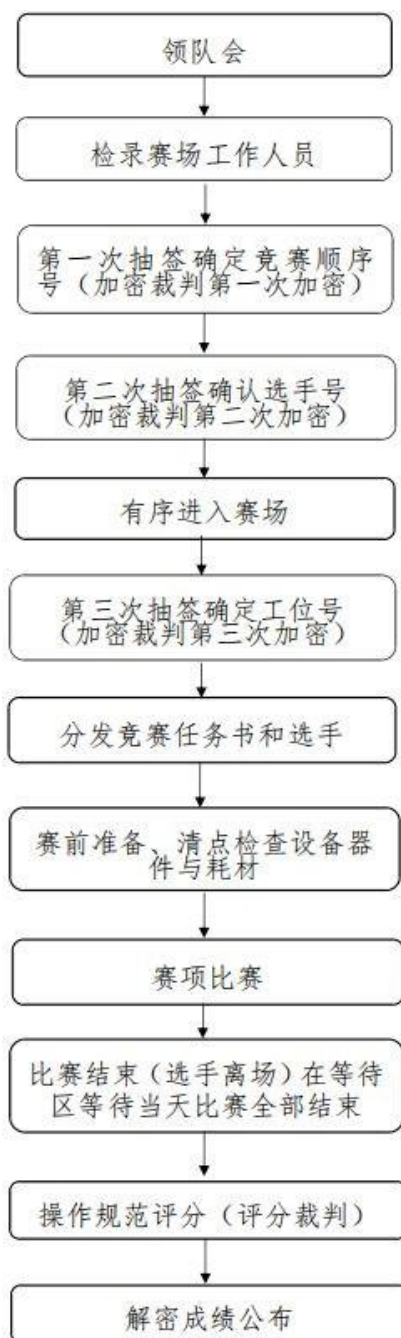 领队会
检录赛场工作人员
第一次抽签确定竞赛顺序
号（加密裁判第一次加密）
第二次抽签确认选手号
（加密裁判第二次加密）
有序进入赛场
第三次抽签确定工位号
（加密裁判第三次加密）
分发竞赛任务书和选手
赛前准备、清点检查设备器
件与耗材
赛项比赛
比赛结束（选手离场）在等待
区等待当天比赛全部结束
操作规范评分（评分裁判）
解密成绩公布